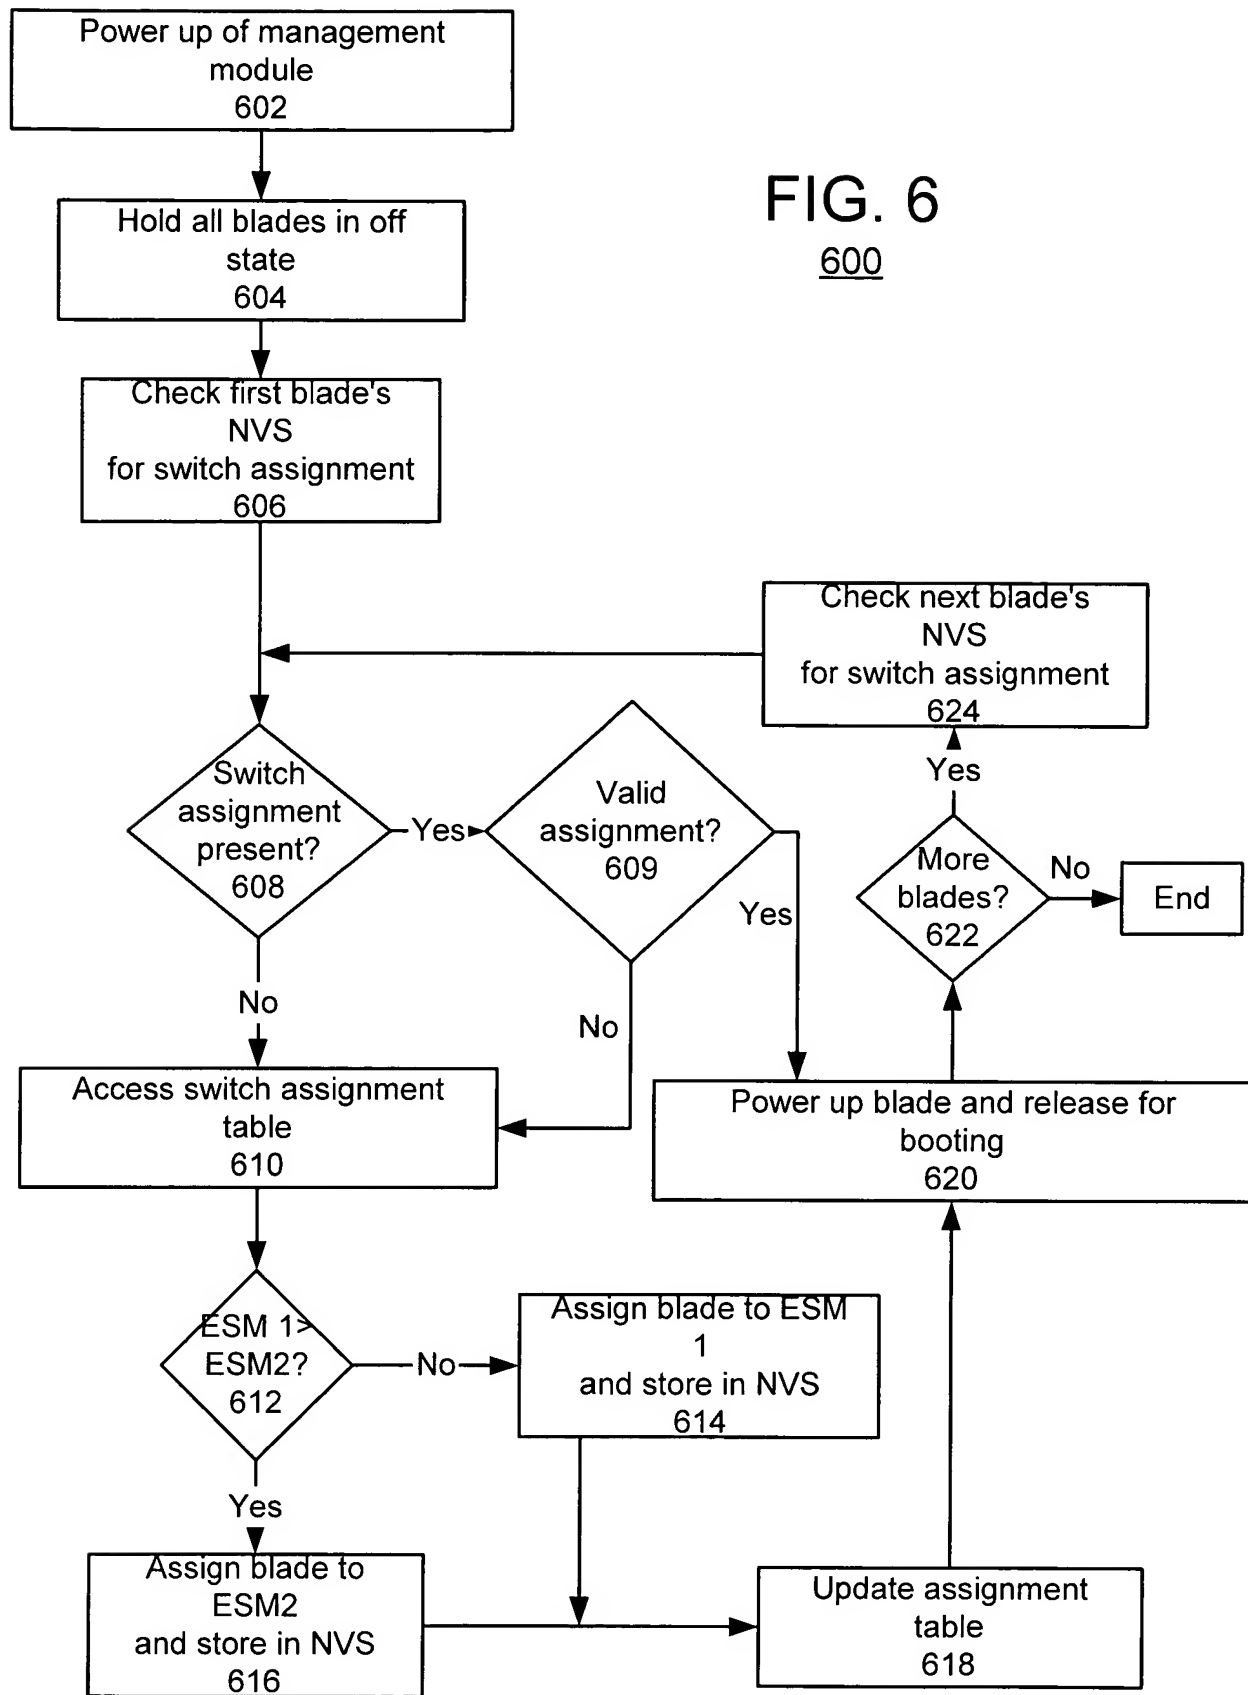 Power up of management
module
602
FIG. 6
600
Hold all blades in off
state
604
Check first blade's
NVS
for switch assignment
606
Check next blade's
NVS
for switch assignment
624
Switch
assignment
present?
608
Yes
Valid
assignment?
609
Yes
More
blades?
622
No
End
Yes
No
No
Access switch assignment
table
610
Power up blade and release for
booting
620
ESM 1>
ESM2?
612
No
Assign blade to ESM
1
and store in NVS
614
Yes
Assign blade to
ESM2
and store in NVS
616
Update assignment
table
618